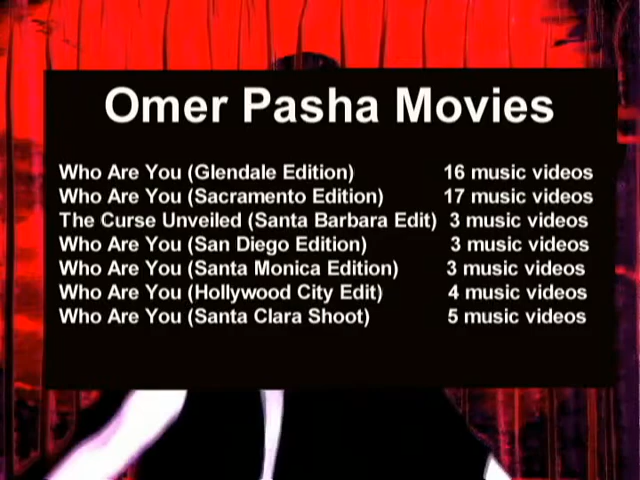 Omer Pasha Movies
Who Are You (Glendale Edition) 16 music videos
Who Are You (Sacramento Edition) 17 music videos
The Curse Unveiled (Santa Barbara Edit) 3 music videos
Who Are You (San Diego Edition) 3 music videos
Who Are You (Santa Monica Edition) 3 music videos
Who Are You (Hollywood City Edit) 4 music videos
Who Are You (Santa Clara Shoot) 5 music videos